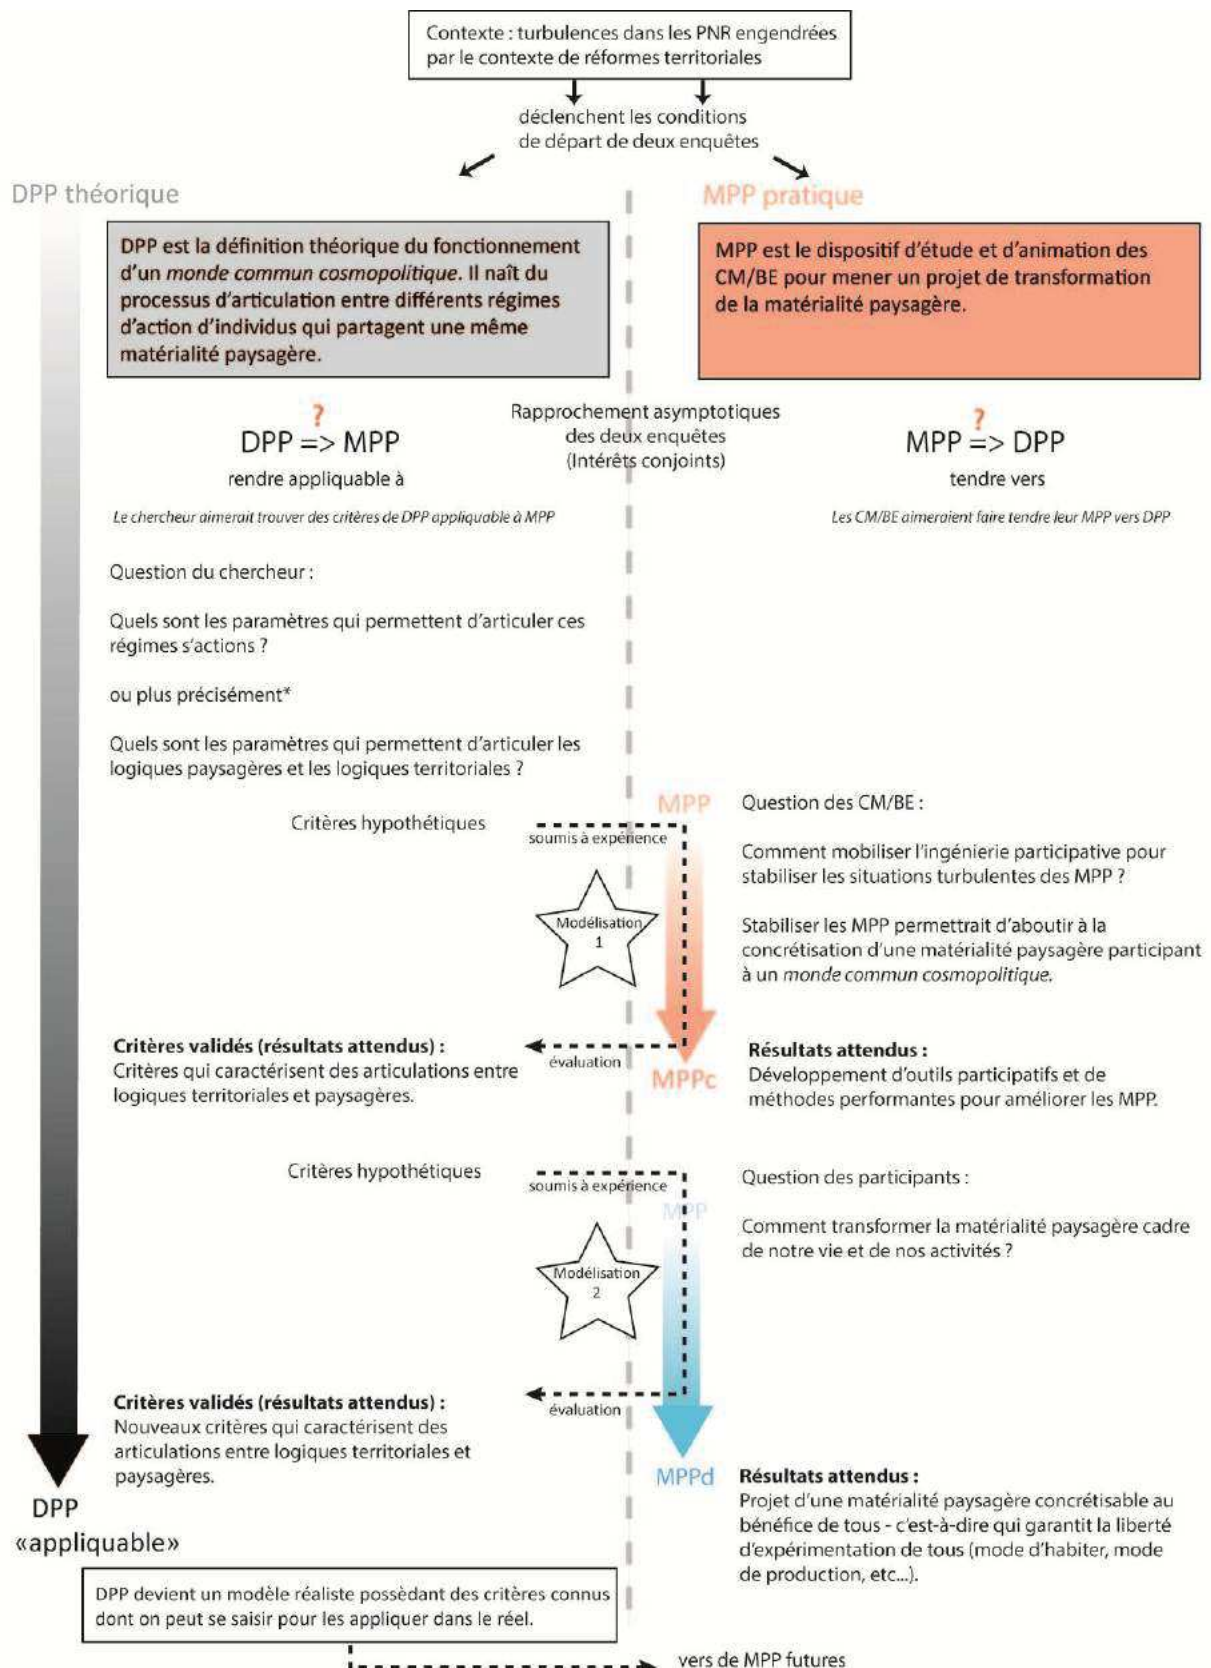 Contexte : turbulences dans les PNR engendrées
par le contexte de réformes territoriales
déclenchent les conditions
de départ de deux enquêtes
DPP théorique
MPP pratique
DPP est la définition théorique du fonctionnement
d'un monde commun cosmopolitique. Il naît du
processus d'articulation entre différents régimes
d'action d'individus qui partagent une même
matérialité paysagère.
MPP est le dispositif d'étude et d'animation des
CM/BE pour mener un projet de transformation
de la matérialité paysagère.
?
DPP => MPP
rendre appliquable à
Le chercheur aimerait trouver des critères de DPP appliquable à MPP
Rapprochement asymptotiques
des deux enquêtes
(Intérêts conjoints)
?
MPP => DPP
tendre vers
Les CM/BE aimeraient faire tendre leur MPP vers DPP
Question du chercheur :
Quels sont les paramètres qui permettent d'articuler ces
régimes s'actions ?
ou plus précisément*
Quels sont les paramètres qui permettent d'articuler les
logiques paysagères et les logiques territoriales ?
Critères hypothétiques
soumis à expérience
MPP
Question des CM/BE :
Comment mobiliser l'ingénierie participative pour
stabiliser les situations turbulentes des MPP ?
Stabiliser les MPP permettrait d'aboutir à la
concrétisation d'une matérialité paysagère participant
à un monde commun cosmopolitique.
Modélisation
1
Critères validés (résultats attendus) :
Critères qui caractérisent des articulations entre
logiques territoriales et paysagères.
évaluation
MPPc
Résultats attendus :
Développement d'outils participatifs et de
méthodes performantes pour améliorer les MPP.
Critères hypothétiques
soumis à expérience
MPP
Question des participants :
Comment transformer la matérialité paysagère cadre
de notre vie et de nos activités ?
Modélisation
2
Critères validés (résultats attendus) :
Nouveaux critères qui caractérisent des
articulations entre logiques territoriales et
paysagères.
évaluation
MPPd
Résultats attendus :
Projet d'une matérialité paysagère concrétisable au
bénéfice de tous - c'est-à-dire qui garantit la liberté
d'expérimentation de tous (mode d'habiter, mode
de production, etc...).
DPP
«appliquable»
DPP devient un modèle réaliste possèdant des critères connus
dont on peut se saisir pour les appliquer dans le réel.
vers de MPP futures